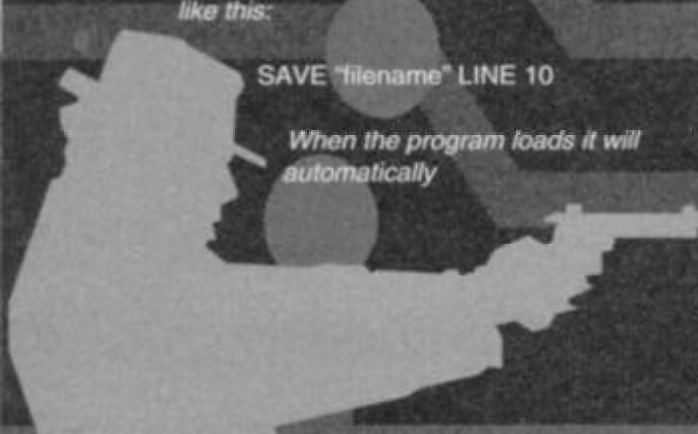 like this:
SAVE "filename" LINE 10
When the program loads it will
automatically